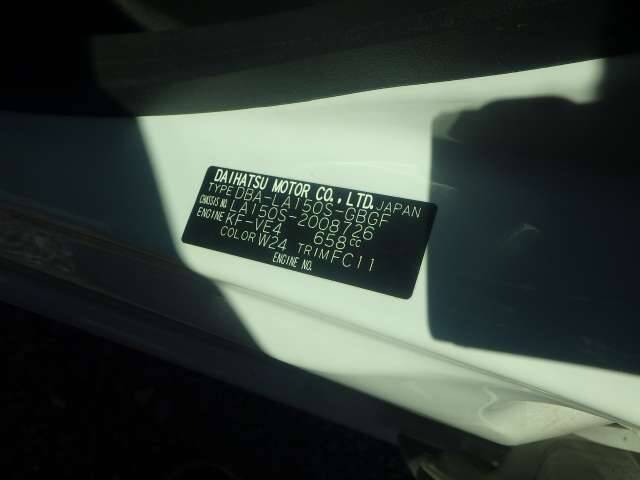 DAIHATSU MOTOR CO., LTD. JAPAN
TYPE DBA-LA150S-GBGF
CHASSIS NO. LA150S-2008726
ENGINE KF-VE4 658cc
COLOR W24 TRIM FC11
ENGINE NO.